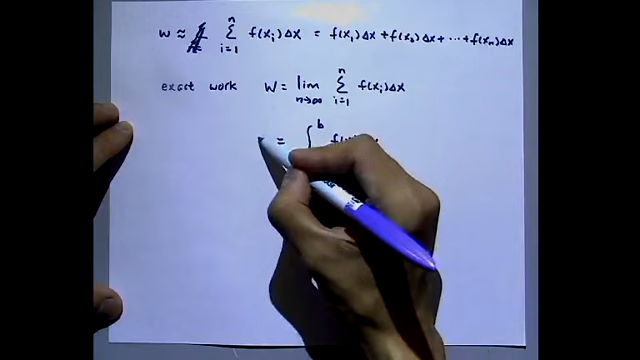 W ≈ Σ_{i=1}^{n} f(x_i)Δx = f(x_1)Δx + f(x_2)Δx + ⋯ + f(x_n)Δx
exact work W = lim_{n→∞} Σ_{i=1}^{n} f(x_i)Δx
= ∫^b